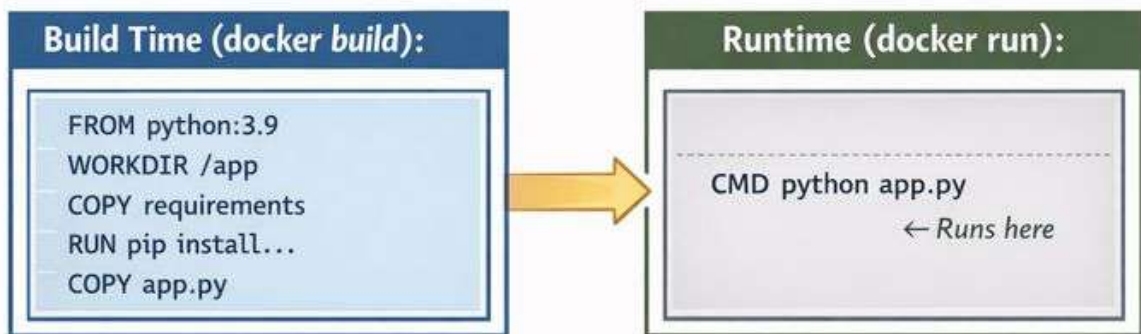 Build Time (docker build):
FROM python:3.9
WORKDIR /app
COPY requirements
RUN pip install...
COPY app.py
Runtime (docker run):
CMD python app.py
← Runs here